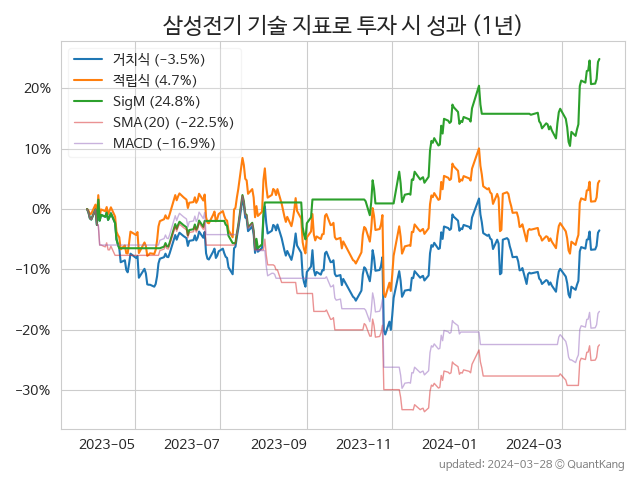 삼성전기 기술 지표로 투자 시 성과 (1년)
거치식 (−3.5%)
적립식 (4.7%)
SigM (24.8%)
SMA(20) (−22.5%)
MACD (−16.9%)
20%
10%
0%
−10%
−20%
−30%
2023-05 2023-07 2023-09 2023-11 2024-01 2024-03
updated: 2024-03-28 © QuantKang